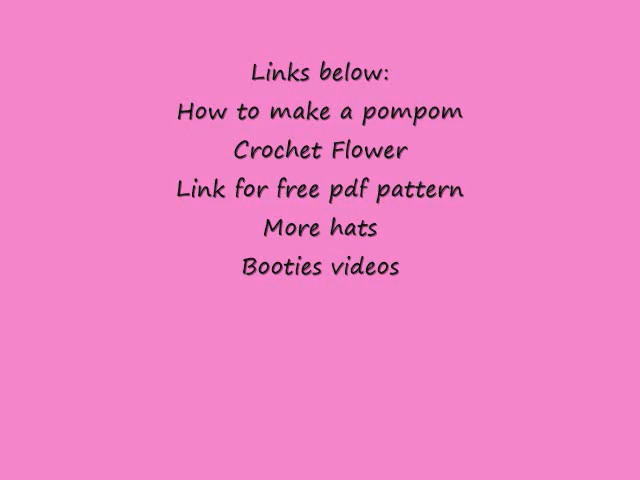 Links below:
How to make a pompom
Crochet Flower
Link for free pdf pattern
More hats
Booties videos